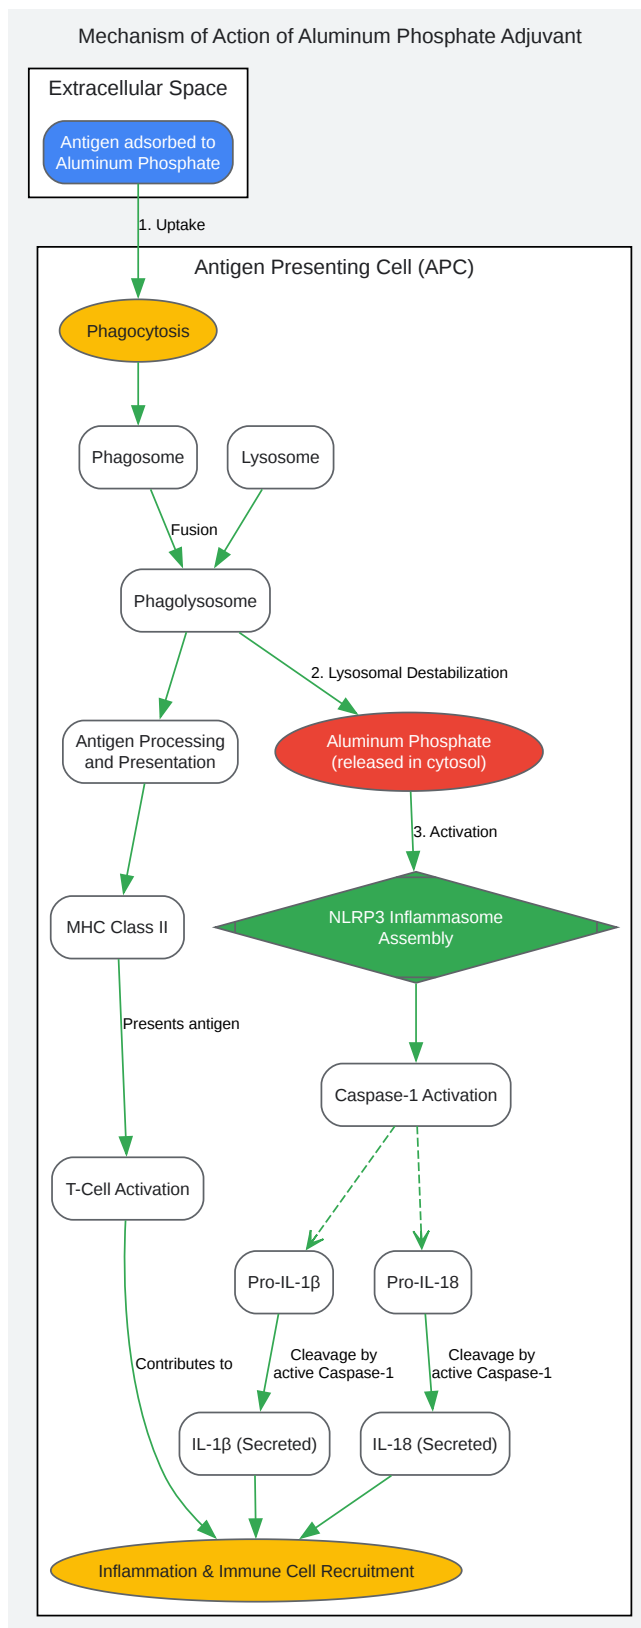 Mechanism of Action of Aluminum Phosphate Adjuvant
Extracellular Space
Antigen adsorbed to
Aluminum Phosphate
1. Uptake
Antigen Presenting Cell (APC)
Phagocytosis
Phagosome
Lysosome
Fusion
Phagolysosome
2. Lysosomal Destabilization
Antigen Processing
and Presentation
Aluminum Phosphate
(released in cytosol)
3. Activation
MHC Class II
NLRP3 Inflammasome
Assembly
Presents antigen
Caspase-1 Activation
T-Cell Activation
Pro-IL-1β
Pro-IL-18
Contributes to
Cleavage by
active Caspase-1
Cleavage by
active Caspase-1
IL-1β (Secreted)
IL-18 (Secreted)
Inflammation & Immune Cell Recruitment